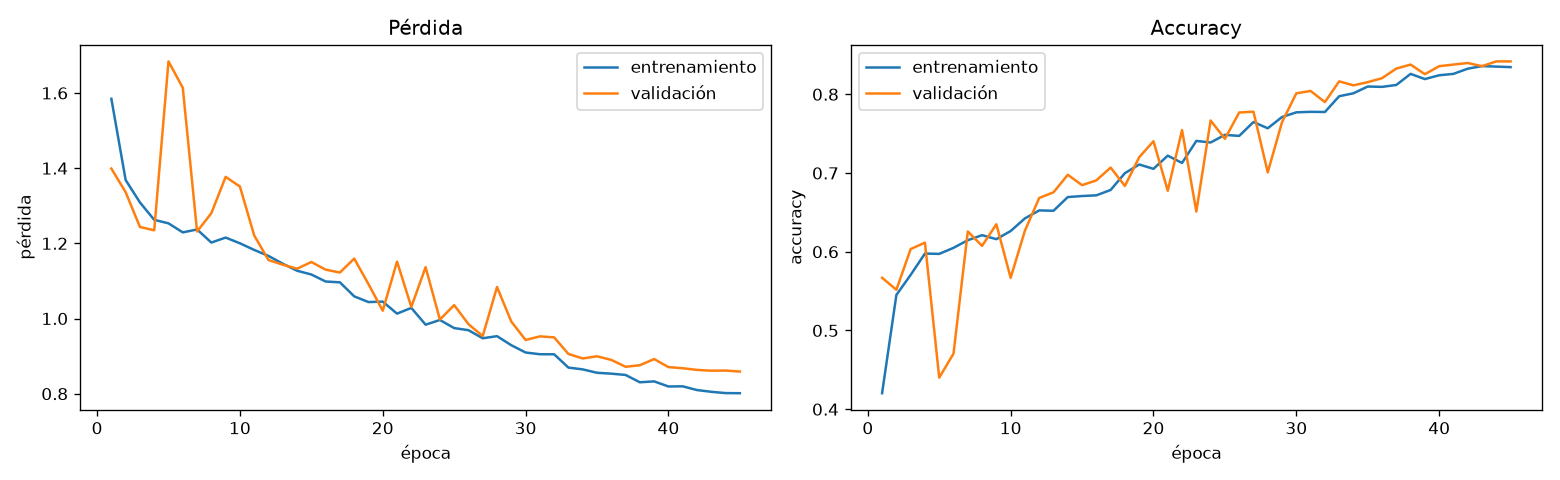 Pérdida
entrenamiento
validación
1.6
1.4
1.2
1.0
0.8
pérdida
0 10 20 30 40
época
Accuracy
entrenamiento
validación
0.8
0.7
0.6
0.5
0.4
accuracy
0 10 20 30 40
época